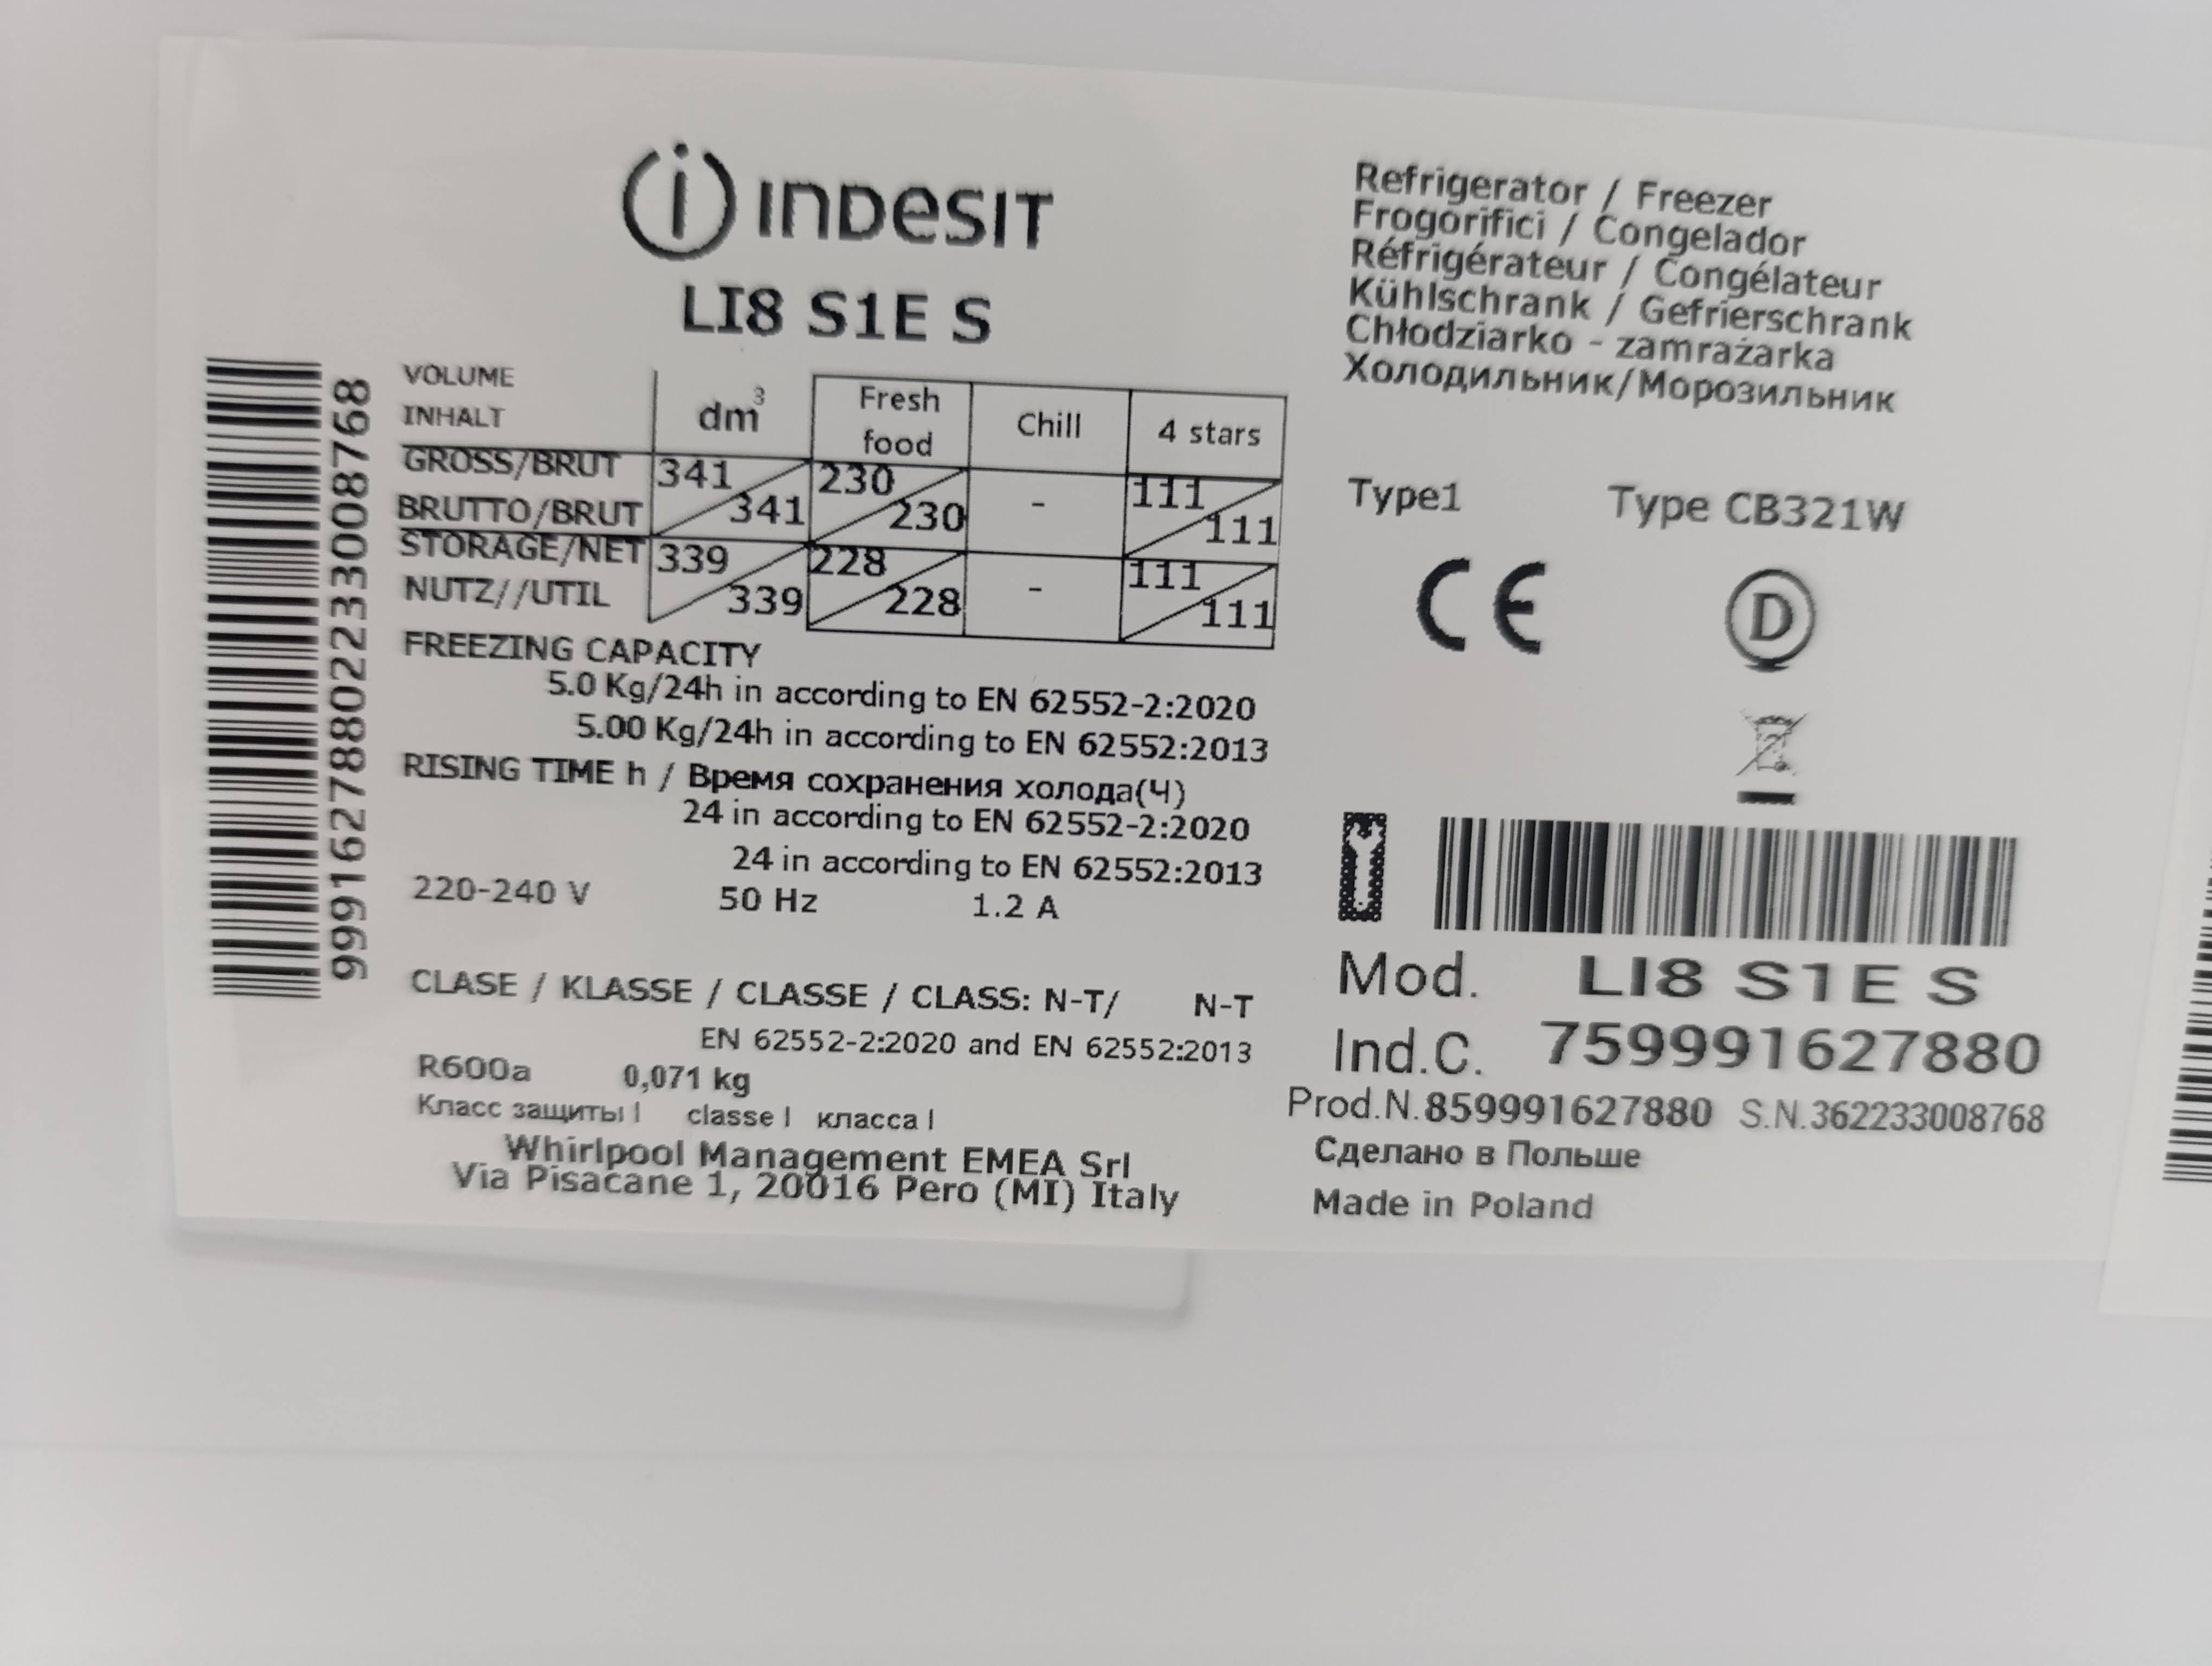 INDESIT
LI8 S1E S
VOLUME
INHALT
dm³
Fresh
food
Chill
4 stars
GROSS/BRUT
BRUTTO/BRUT
341
341
230
230
-
111
111
STORAGE/NET
NUTZ//UTIL
339
339
228
228
-
111
111
FREEZING CAPACITY
5.0 Kg/24h in according to EN 62552-2:2020
5.00 Kg/24h in according to EN 62552:2013
RISING TIME h / Время сохранения холода(Ч)
24 in according to EN 62552-2:2020
24 in according to EN 62552:2013
220-240 V 50 Hz 1.2 A
CLASE / KLASSE / CLASSE / CLASS: N-T/ N-T
EN 62552-2:2020 and EN 62552:2013
R600a 0,071 kg
Класс защиты I classe I класса I
Whirlpool Management EMEA Srl
Via Pisacane 1, 20016 Pero (MI) Italy
99916278802233008768
Refrigerator / Freezer
Frogorifici / Congelador
Réfrigérateur / Congélateur
Kühlschrank / Gefrierschrank
Chłodziarko - zamrażarka
Холодильник/Морозильник
Type1 Type CB321W
CE
D
Mod. LI8 S1E S
Ind.C. 759991627880
Prod.N.859991627880 S.N.362233008768
Сделано в Польше
Made in Poland